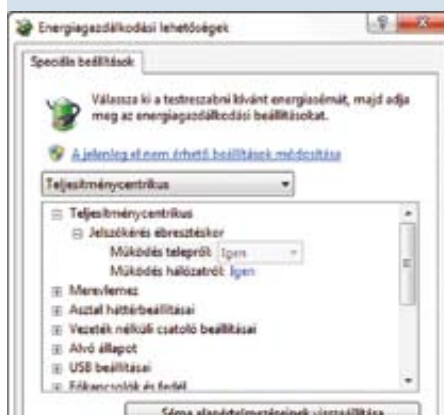 Energiagazdálkodási lehetőségek
Speciális beállítások
Válassza ki a testreszabni kívánt energiasémát, majd adja
meg az energiagazdálkodási beállításokat.
A jelenleg el nem érhető beállítások módosítása
Teljesítménycentrikus
Teljesítménycentrikus
Jelszókérés ébresztéskor
Működés telepről: Igen
Működés hálózatról: Igen
Merevlemez
Asztal háttérbeállításai
Vezeték nélküli csatoló beállításai
Alvó állapot
USB beállításai
Főkapcsolók és fedél
Séma alapértelmezéseinek visszaállítása